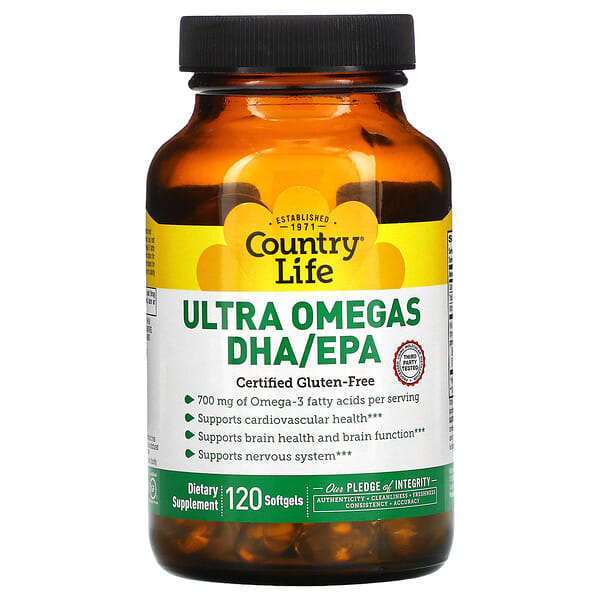 ESTABLISHED
1971
Country®
Life
ULTRA OMEGAS
DHA/EPA
Certified Gluten-Free
THIRD
PARTY
TESTED
700 mg of Omega-3 fatty acids per serving
Supports cardiovascular health***
Supports brain health and brain function***
Supports nervous system***
Dietary
Supplement
120 Softgels
Our PLEDGE of INTEGRITY
AUTHENTICITY • CLEANLINESS • FRESHNESS
CONSISTENCY • ACCURACY